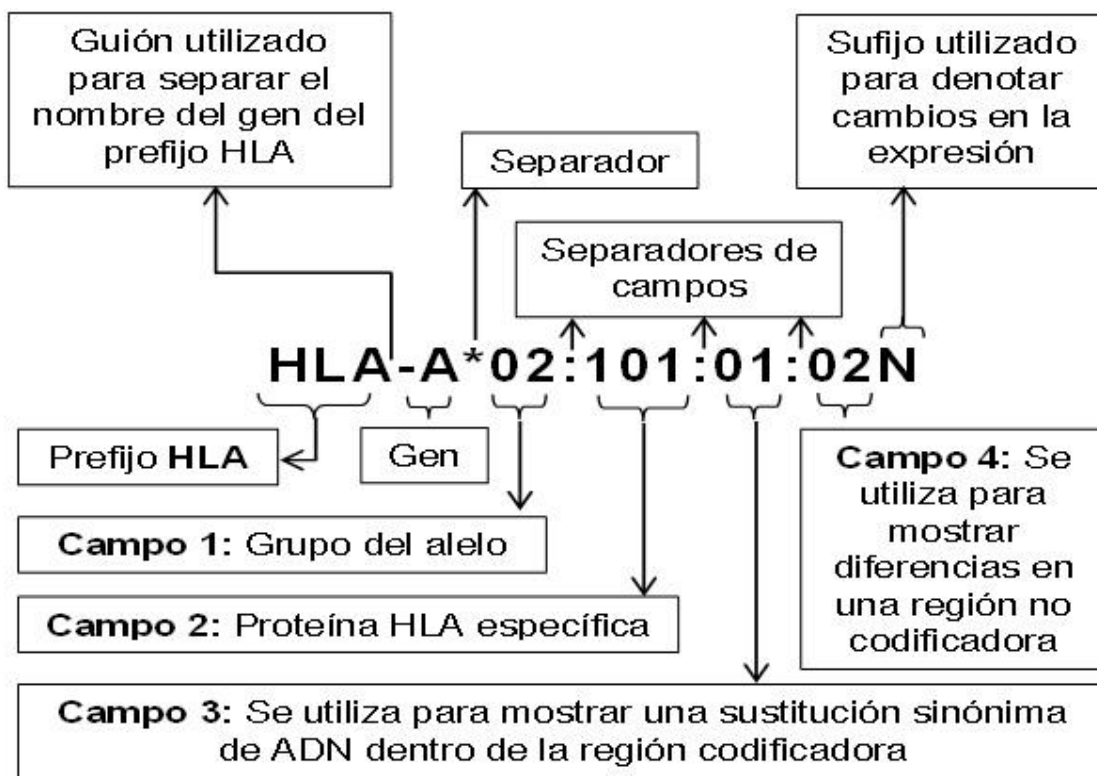 Guión utilizado
para separar el
nombre del gen del
prefijo HLA
Separador
Sufijo utilizado
para denotar
cambios en la
expresión
Separadores de
campos
HLA-A*02:101:01:02N
Prefijo HLA
Gen
Campo 1: Grupo del alelo
Campo 2: Proteína HLA específica
Campo 4: Se
utiliza para
mostrar
diferencias en
una región no
codificadora
Campo 3: Se utiliza para mostrar una sustitución sinónima
de ADN dentro de la región codificadora